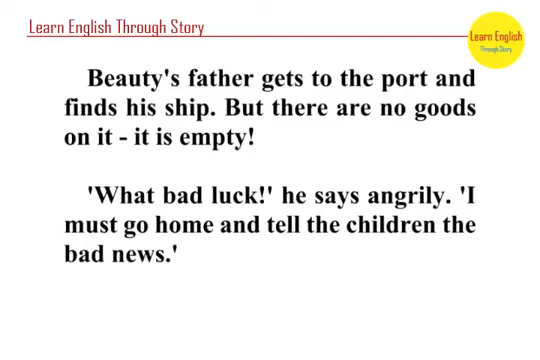 Learn English Through Story
Learn English
Through Story
Beauty's father gets to the port and
finds his ship. But there are no goods
on it - it is empty!
'What bad luck!' he says angrily. 'I
must go home and tell the children the
bad news.'